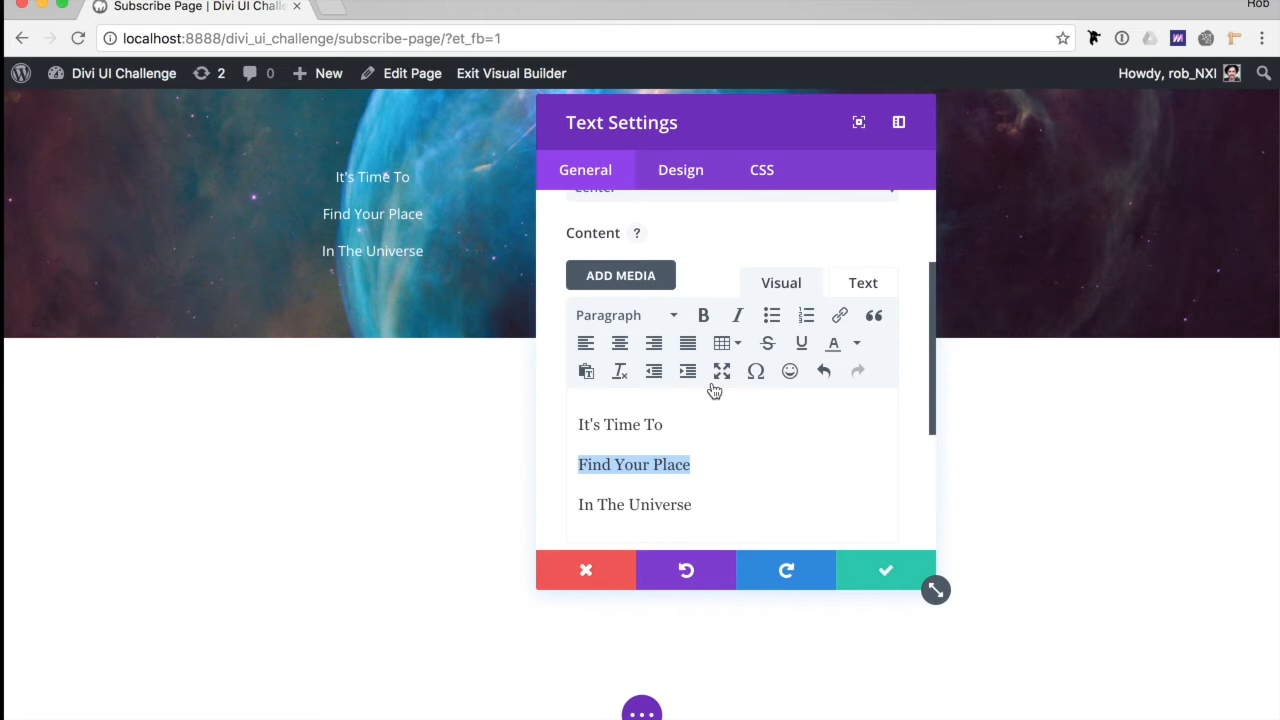 Subscribe Page | Divi UI Challe
Rob
localhost:8888/divi_ui_challenge/subscribe-page/?et_fb=1
Divi UI Challenge 2 0 New Edit Page Exit Visual Builder Howdy, rob_NXI
It's Time To
Find Your Place
In The Universe
Text Settings
General Design CSS
Center
Content ?
ADD MEDIA Visual Text
Paragraph B I
A
It's Time To
Find Your Place
In The Universe